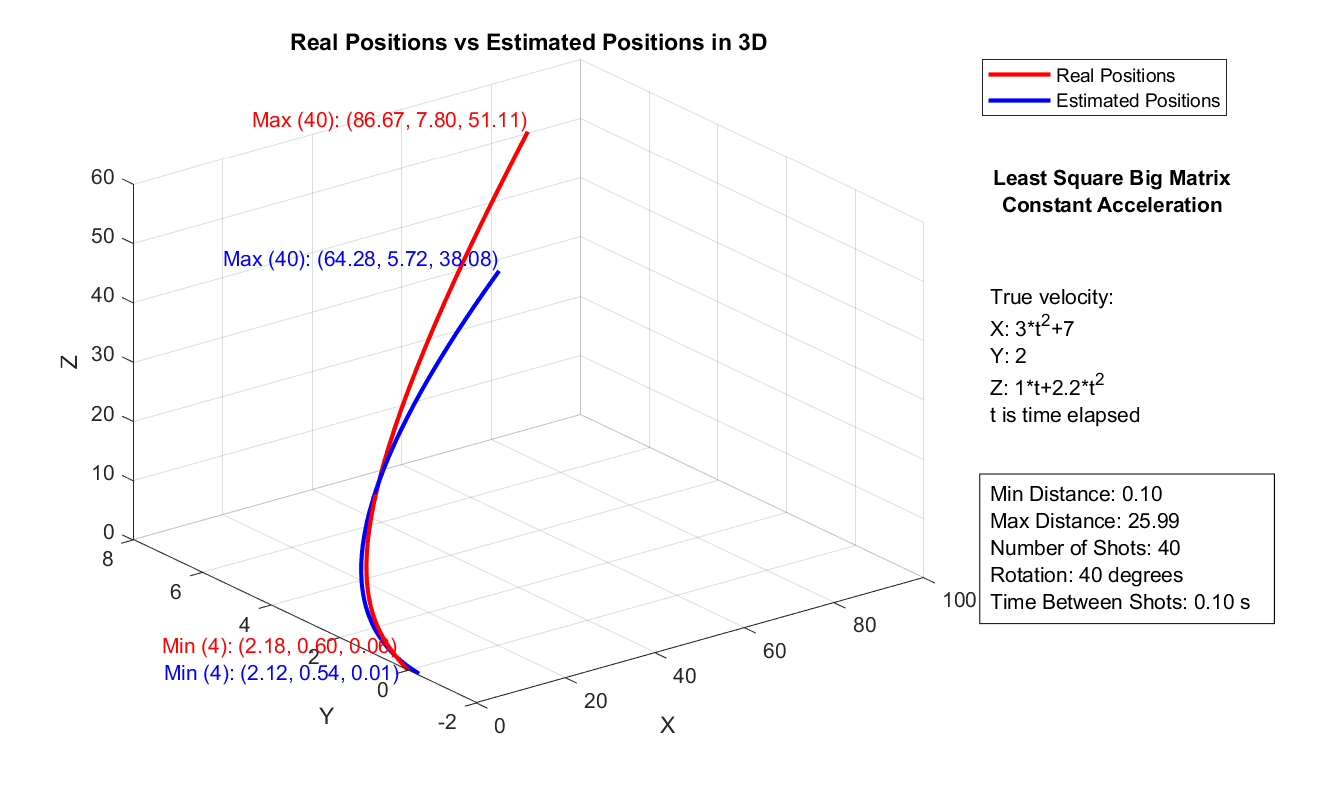 Real Positions vs Estimated Positions in 3D
Real Positions
Estimated Positions
Max (40): (86.67, 7.80, 51.11)
Least Square Big Matrix
Constant Acceleration
60
50
40
30
20
10
0
Z
Max (40): (64.28, 5.72, 38.08)
True velocity:
X: 3*t²+7
Y: 2
Z: 1*t+2.2*t²
t is time elapsed
Min Distance: 0.10
Max Distance: 25.99
Number of Shots: 40
Rotation: 40 degrees
Time Between Shots: 0.10 s
8
6
4
2
0
-2
Y
Min (4): (2.18, 0.60, 0.06)
Min (4): (2.12, 0.54, 0.01)
0
20
40
60
80
100
X